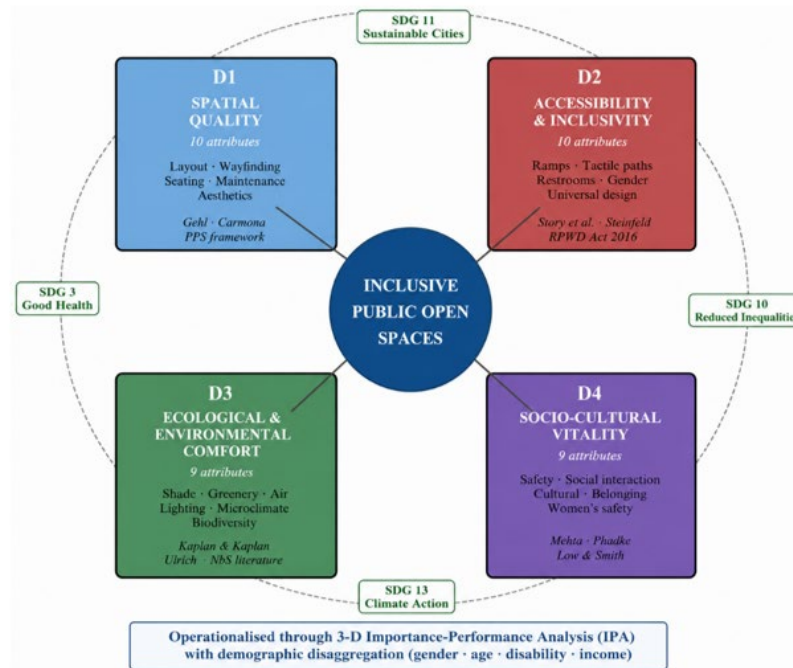 SDG 11
Sustainable Cities
D1
SPATIAL
QUALITY
10 attributes
Layout · Wayfinding
Seating · Maintenance
Aesthetics
Gehl · Carmona
PPS framework
D2
ACCESSIBILITY
& INCLUSIVITY
10 attributes
Ramps · Tactile paths
Restrooms · Gender
Universal design
Story et al. · Steinfeld
RPWD Act 2016
SDG 3
Good Health
INCLUSIVE
PUBLIC OPEN
SPACES
SDG 10
Reduced Inequalitie
D3
ECOLOGICAL &
ENVIRONMENTAL
COMFORT
9 attributes
Shade · Greenery · Air
Lighting · Microclimate
Biodiversity
Kaplan & Kaplan
Ulrich · NbS literature
D4
SOCIO-CULTURAL
VITALITY
9 attributes
Safety · Social interaction
Cultural · Belonging
Women's safety
Mehta · Phadke
Low & Smith
SDG 13
Climate Action
Operationalised through 3-D Importance-Performance Analysis (IPA)
with demographic disaggregation (gender · age · disability · income)